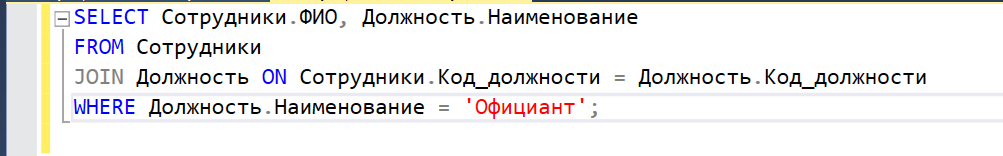 SELECT Сотрудники.ФИО, Должность.Наименование
FROM Сотрудники
JOIN Должность ON Сотрудники.Код_должности = Должность.Код_должности
WHERE Должность.Наименование = 'Официант';